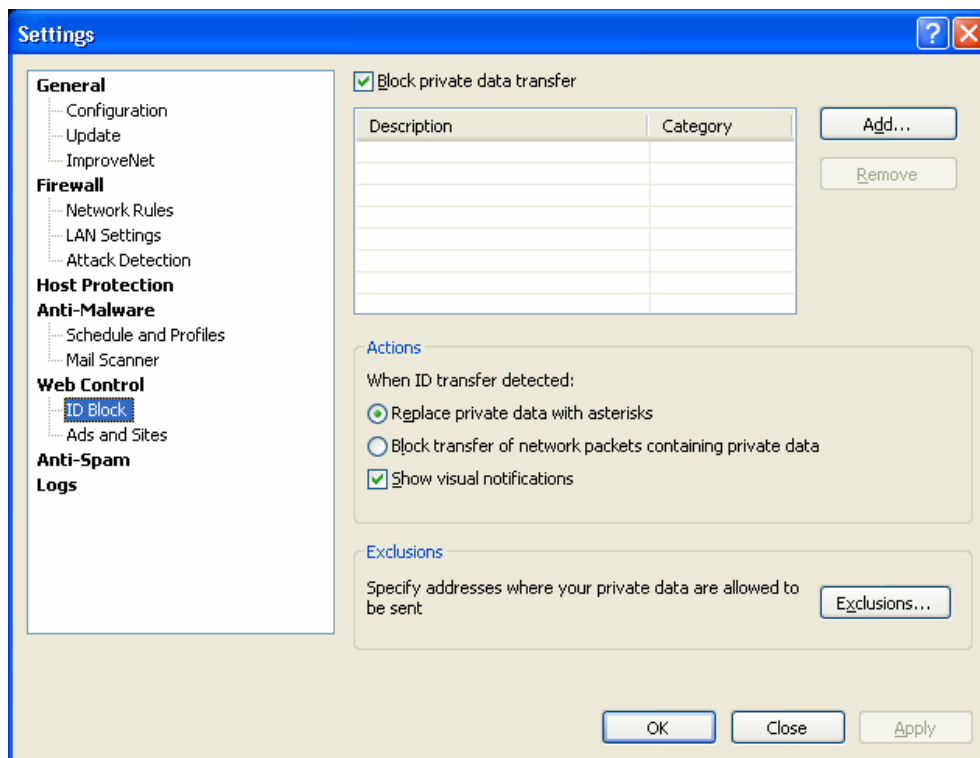 Settings
General
Configuration
Update
ImproveNet
Firewall
Network Rules
LAN Settings
Attack Detection
Host Protection
Anti-Malware
Schedule and Profiles
Mail Scanner
Web Control
ID Block
Ads and Sites
Anti-Spam
Logs
Block private data transfer
Description Category
Add...
Remove
Actions
When ID transfer detected:
Replace private data with asterisks
Block transfer of network packets containing private data
Show visual notifications
Exclusions
Specify addresses where your private data are allowed to
be sent
Exclusions...
OK Close Apply